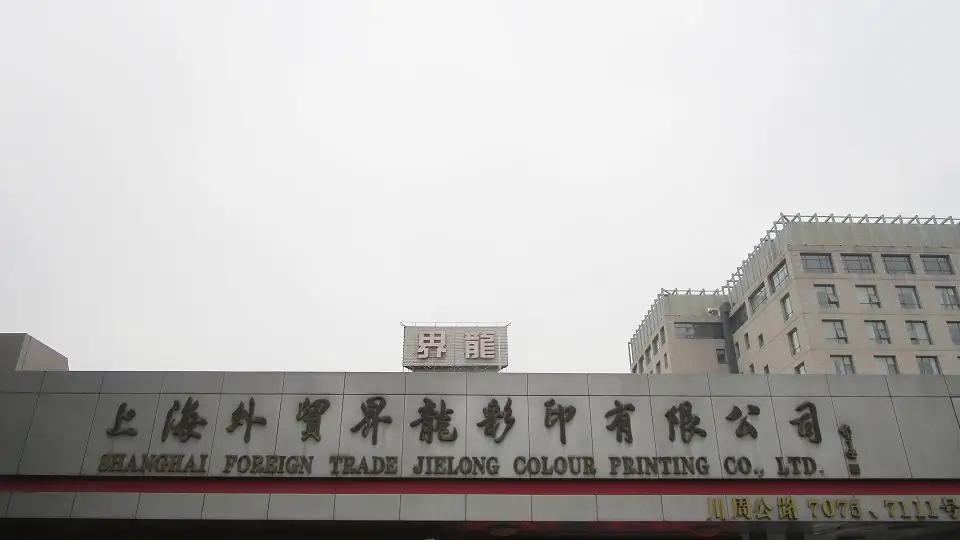 界龍
上海外貿界龍彩印有限公司
SHANGHAI FOREIGN TRADE JIELONG COLOUR PRINTING CO., LTD.
川周公路 7075、7111号